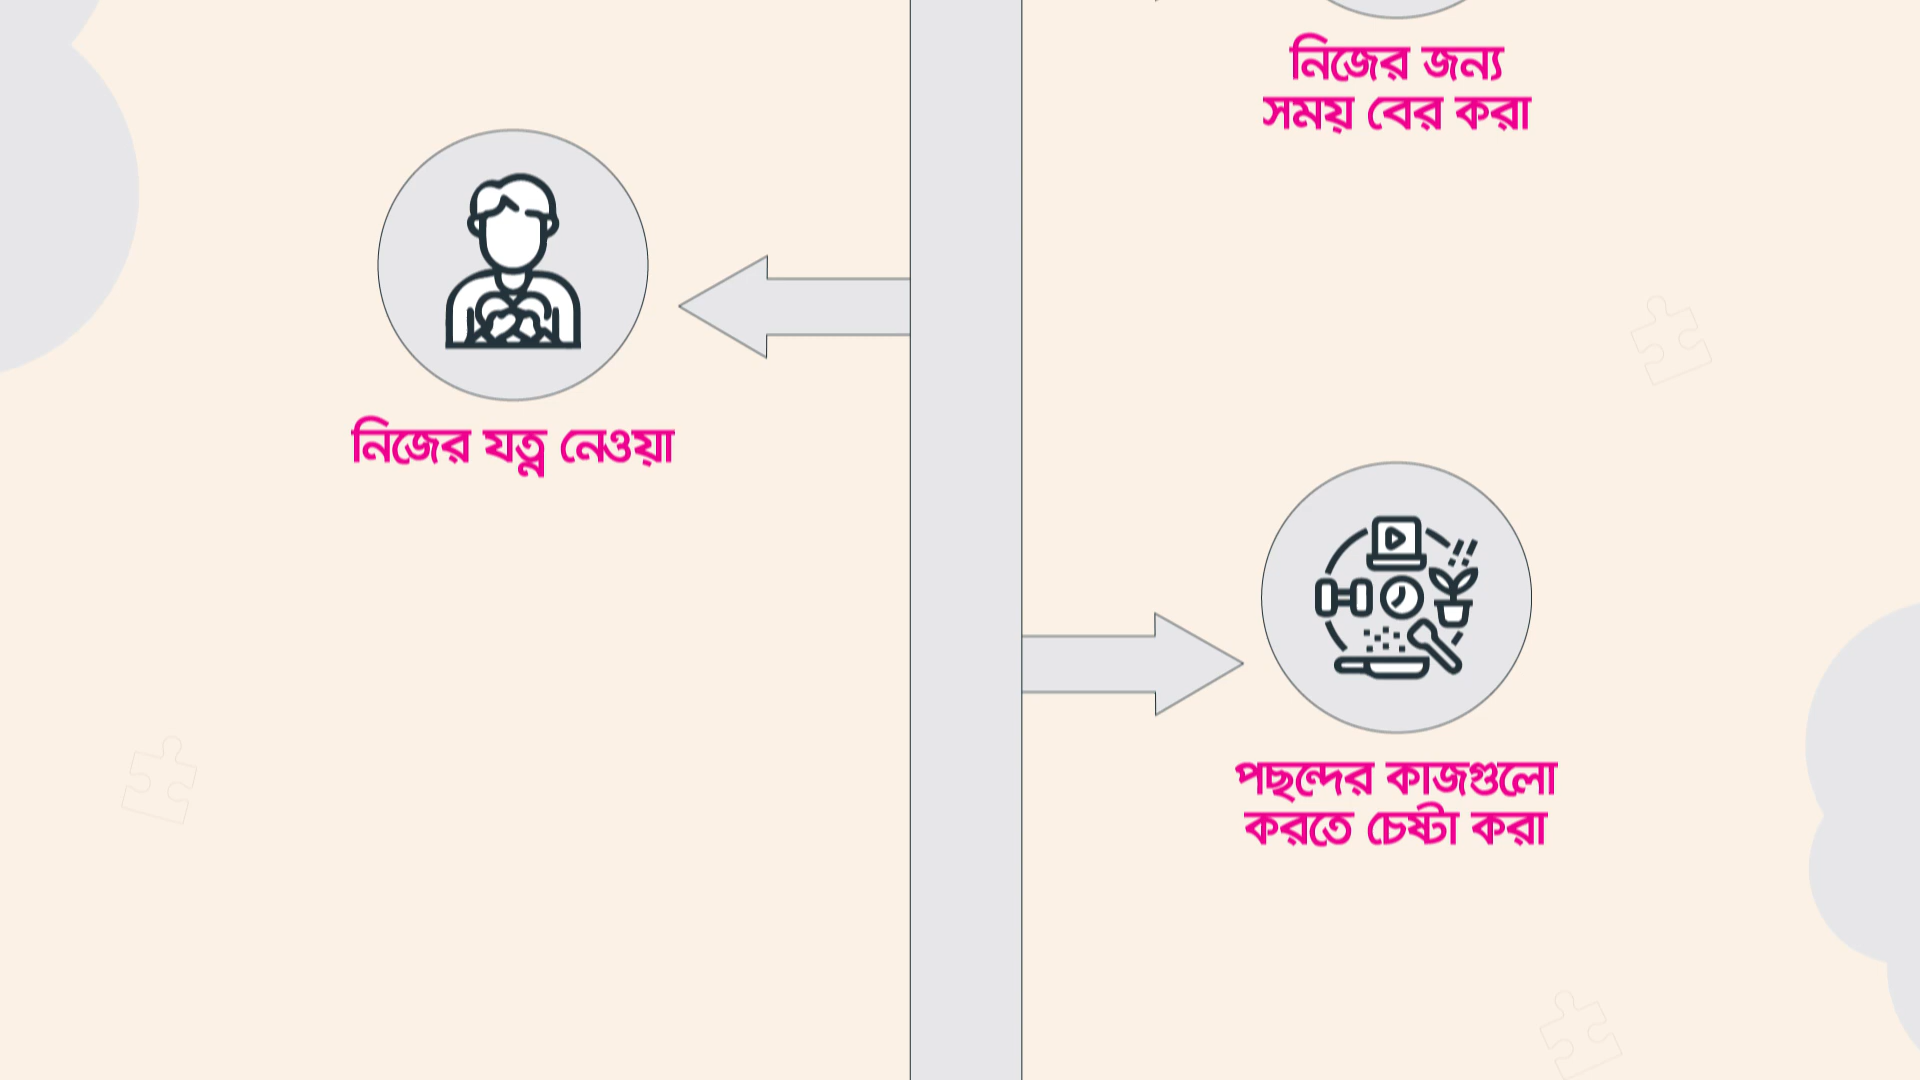 নিজের জন্য
সময় বের করা
নিজের যত্ন নেওয়া
পছন্দের কাজগুলো
করতে চেষ্টা করা